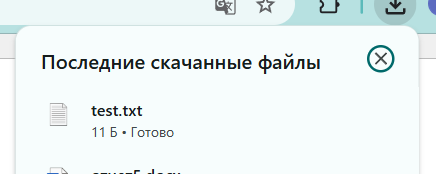 Последние скачанные файлы
test.txt
11 Б • Готово